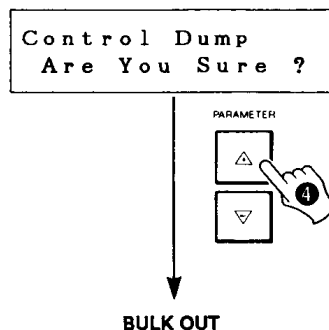 Control Dump
Are You Sure ?
PARAMETER
4
BULK OUT